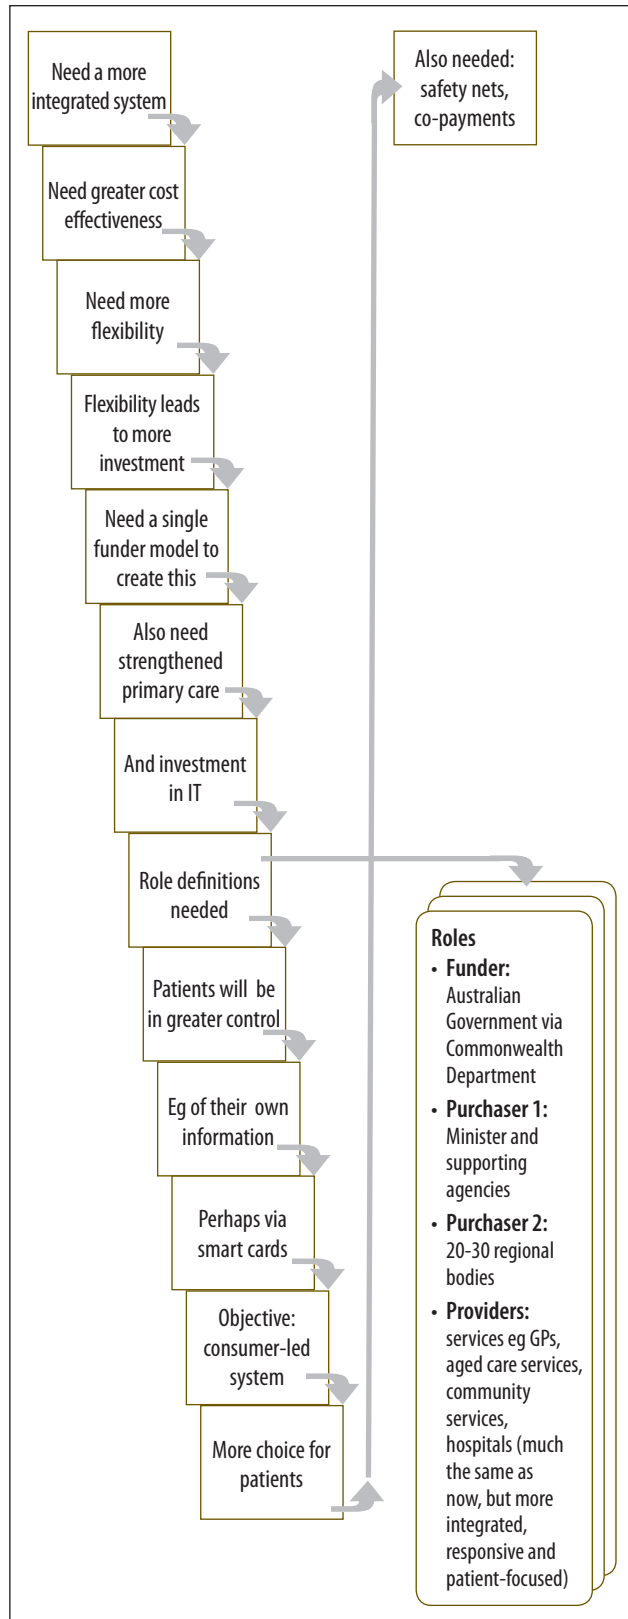 Need a more
integrated system
Need greater cost
effectiveness
Need more
flexibility
Flexibility leads
to more
investment
Need a single
funder model to
create this
Also need
strengthened
primary care
And investment
in IT
Role definitions
needed
Patients will be
in greater control
Eg of their own
information
Perhaps via
smart cards
Objective:
consumer-led
system
More choice for
patients
Also needed:
safety nets,
co-payments
Roles
• Funder:
Australian
Government via
Commonwealth
Department
• Purchaser 1:
Minister and
supporting
agencies
• Purchaser 2:
20-30 regional
bodies
• Providers:
services eg GPs,
aged care services,
community
services,
hospitals (much
the same as
now, but more
integrated,
responsive and
patient-focused)